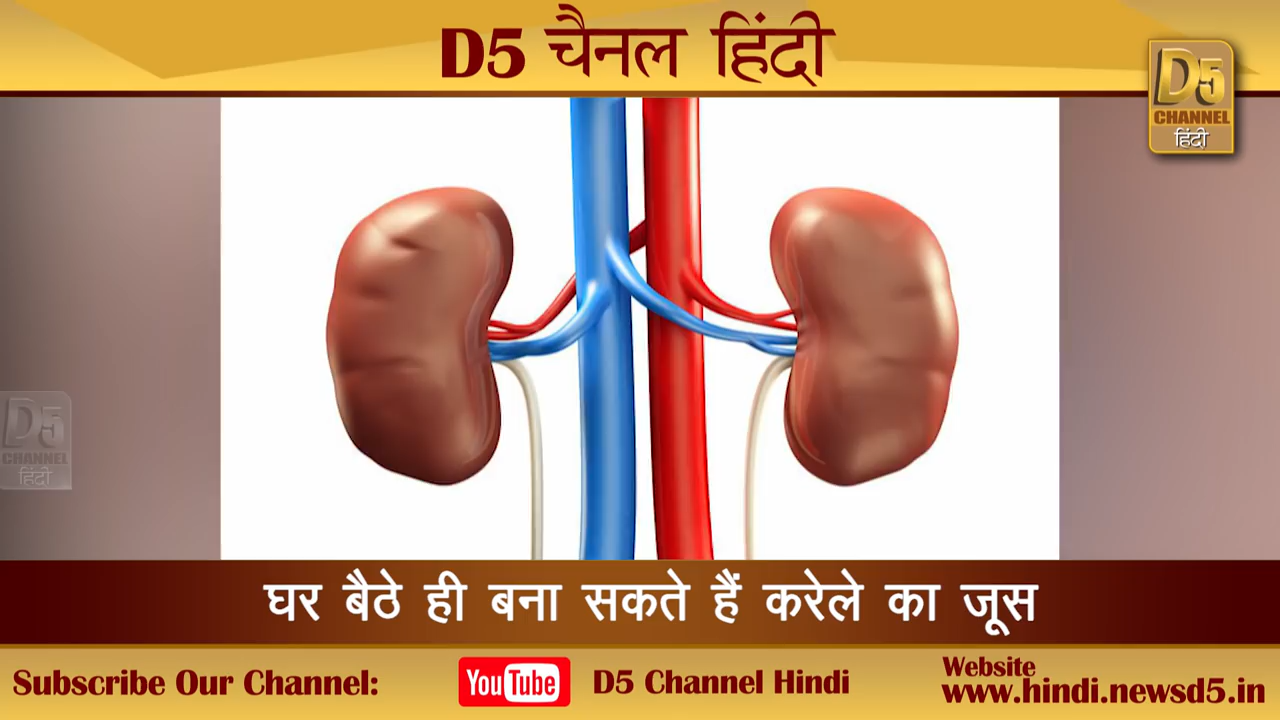 D5 चैनल हिंदी
D5
CHANNEL
हिंदी
D5
CHANNEL
हिंदी
घर बैठे ही बना सकते हैं करेले का जूस
Subscribe Our Channel:
YouTube
D5 Channel Hindi
Website
www.hindi.newsd5.in